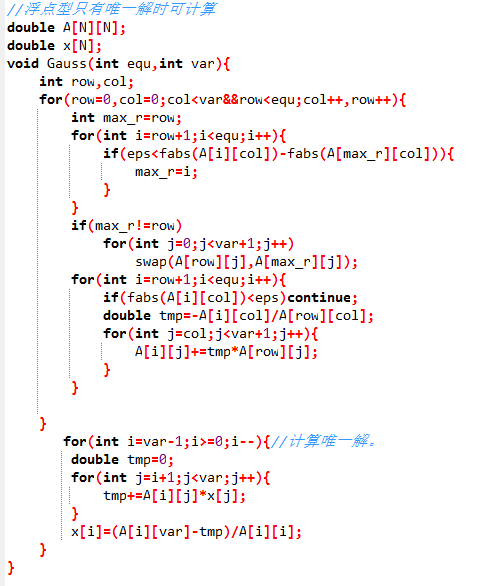 //浮点型只有唯一解时可计算
double A[N][N];
double x[N];
void Gauss(int equ,int var){
    int row,col;
    for(row=0,col=0;col<var&&row<equ;col++,row++){
        int max_r=row;
        for(int i=row+1;i<equ;i++){
            if(eps<fabs(A[i][col])-fabs(A[max_r][col])){
                max_r=i;
            }
        }
        if(max_r!=row)
            for(int j=0;j<var+1;j++)
                swap(A[row][j],A[max_r][j]);
        for(int i=row+1;i<equ;i++){
            if(fabs(A[i][col])<eps)continue;
            double tmp=-A[i][col]/A[row][col];
            for(int j=col;j<var+1;j++){
                A[i][j]+=tmp*A[row][j];
            }
        }
    }
       for(int i=var-1;i>=0;i--){//计算唯一解。
        double tmp=0;
        for(int j=i+1;j<var;j++){
            tmp+=A[i][j]*x[j];
        }
        x[i]=(A[i][var]-tmp)/A[i][i];
    }
}